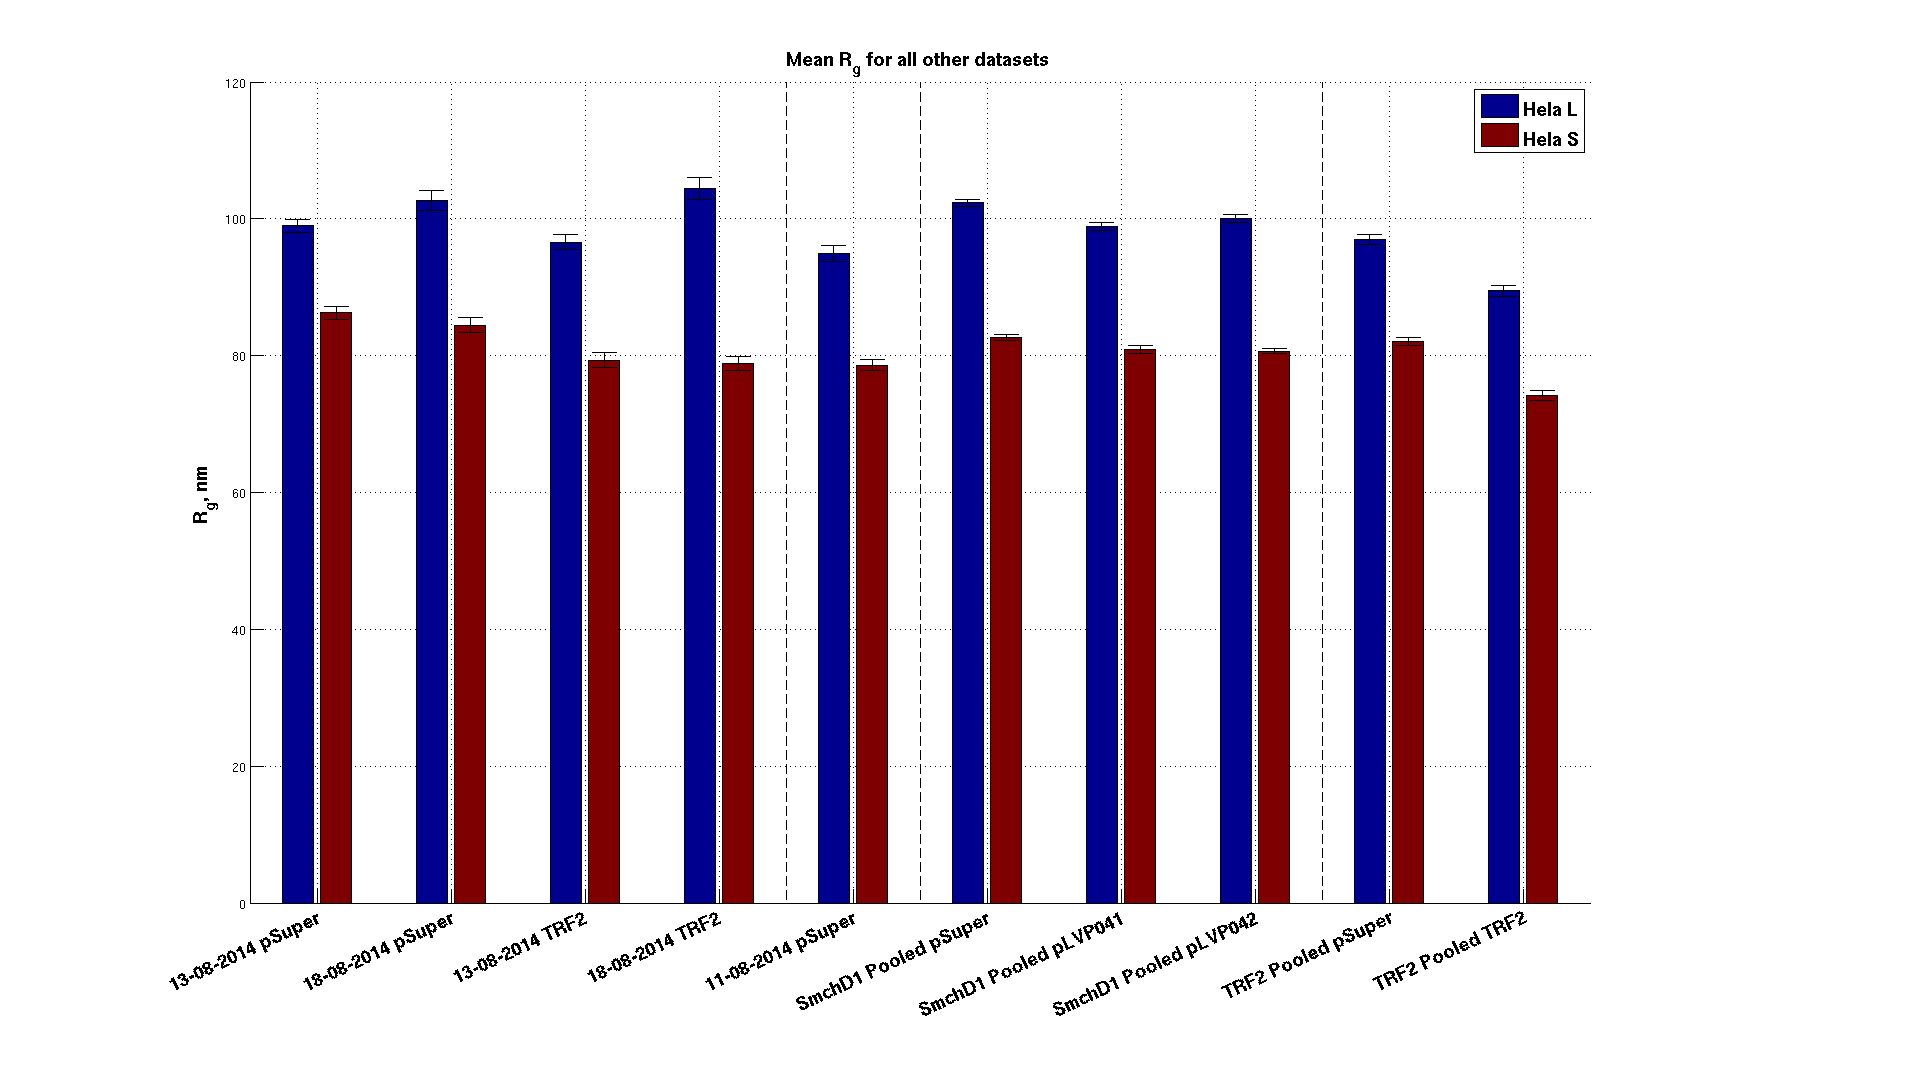 Mean Rg for all other datasets
Hela L
Hela S
Rg, nm
120
100
80
60
40
20
0
13-08-2014 pSuper
18-08-2014 pSuper
13-08-2014 TRF2
18-08-2014 TRF2
11-08-2014 pSuper
SmchD1 Pooled pSuper
SmchD1 Pooled pLVP041
SmchD1 Pooled pLVP042
TRF2 Pooled pSuper
TRF2 Pooled TRF2